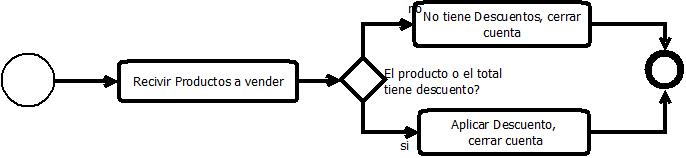 no
No tiene Descuentos, cerrar
cuenta
Recivir Productos a vender
El producto o el total
tiene descuento?
si
Aplicar Descuento,
cerrar cuenta